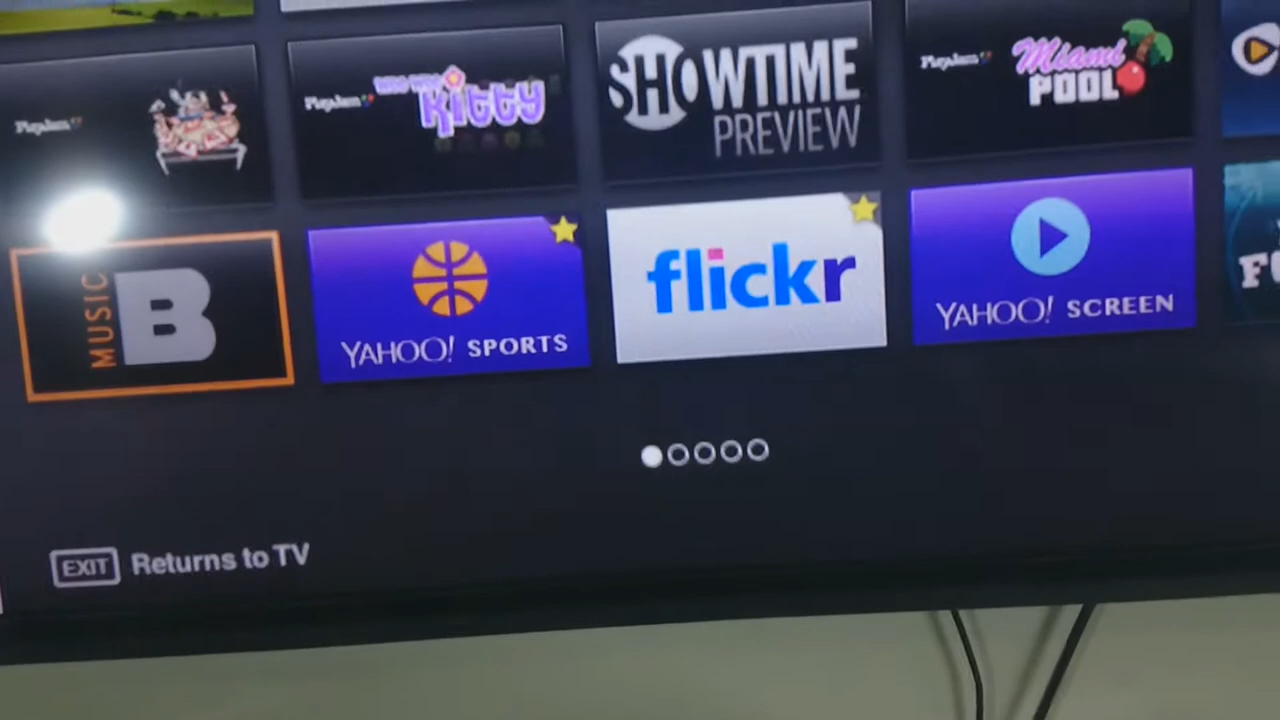 PlayJam
PlayJam
Kitty
SHOWTIME
PREVIEW
PlayJam
Miami
POOL
MUSIC B
YAHOO! SPORTS
flickr
YAHOO! SCREEN
EXIT Returns to TV